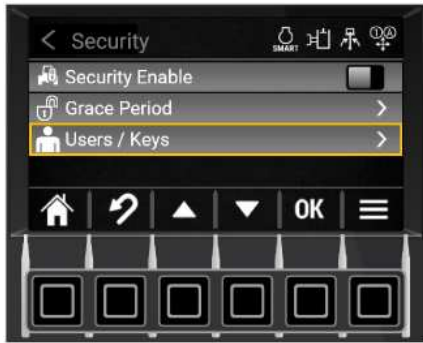 < Security
SMART
Security Enable
Grace Period >
Users / Keys >
OK